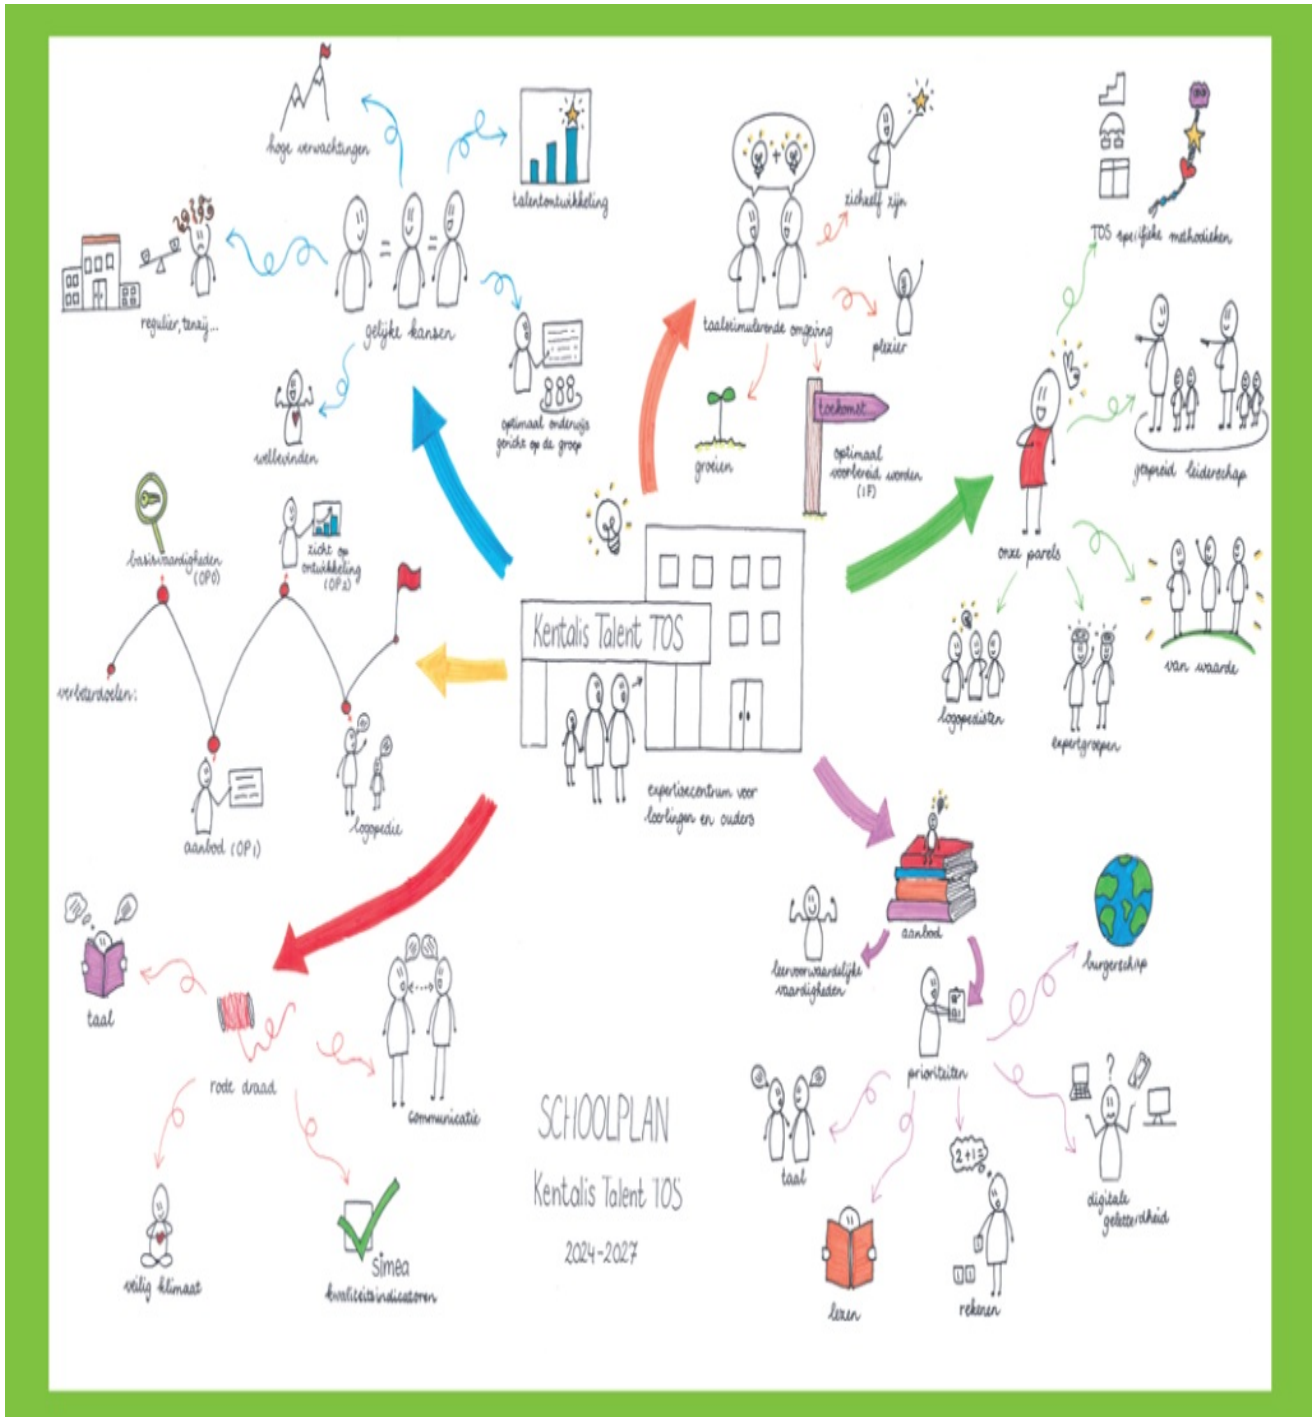 hoge verwachtingen
talentontwikkeling
regulier, tenzij...
gelijke kansen
welbevinden
optimaal onderwijs
gericht op de groep
taalstimulerende omgeving
zichzelf zijn
plezier
groeien
toekomst
optimaal
voorbereid worden
(IF)
TOS specifieke methodieken
gespreid leiderschap
onze parels
van waarde
logopedisten
expertgroepen
basisvaardigheden
(OP0)
zicht op
ontwikkeling
(OP2)
verbeterdoelen:
aanbod (OP1)
logopedie
Kentalis Talent TOS
expertisecentrum voor
leerlingen en ouders
aanbod
leervoorwaardelijke
vaardigheden
burgerschap
prioriteiten
taal
lezen
2+1=
rekenen
?
digitale
geletterdheid
taal
rode draad
communicatie
veilig klimaat
simea
kwaliteitsindicatoren
SCHOOLPLAN
Kentalis Talent TOS
2024-2027